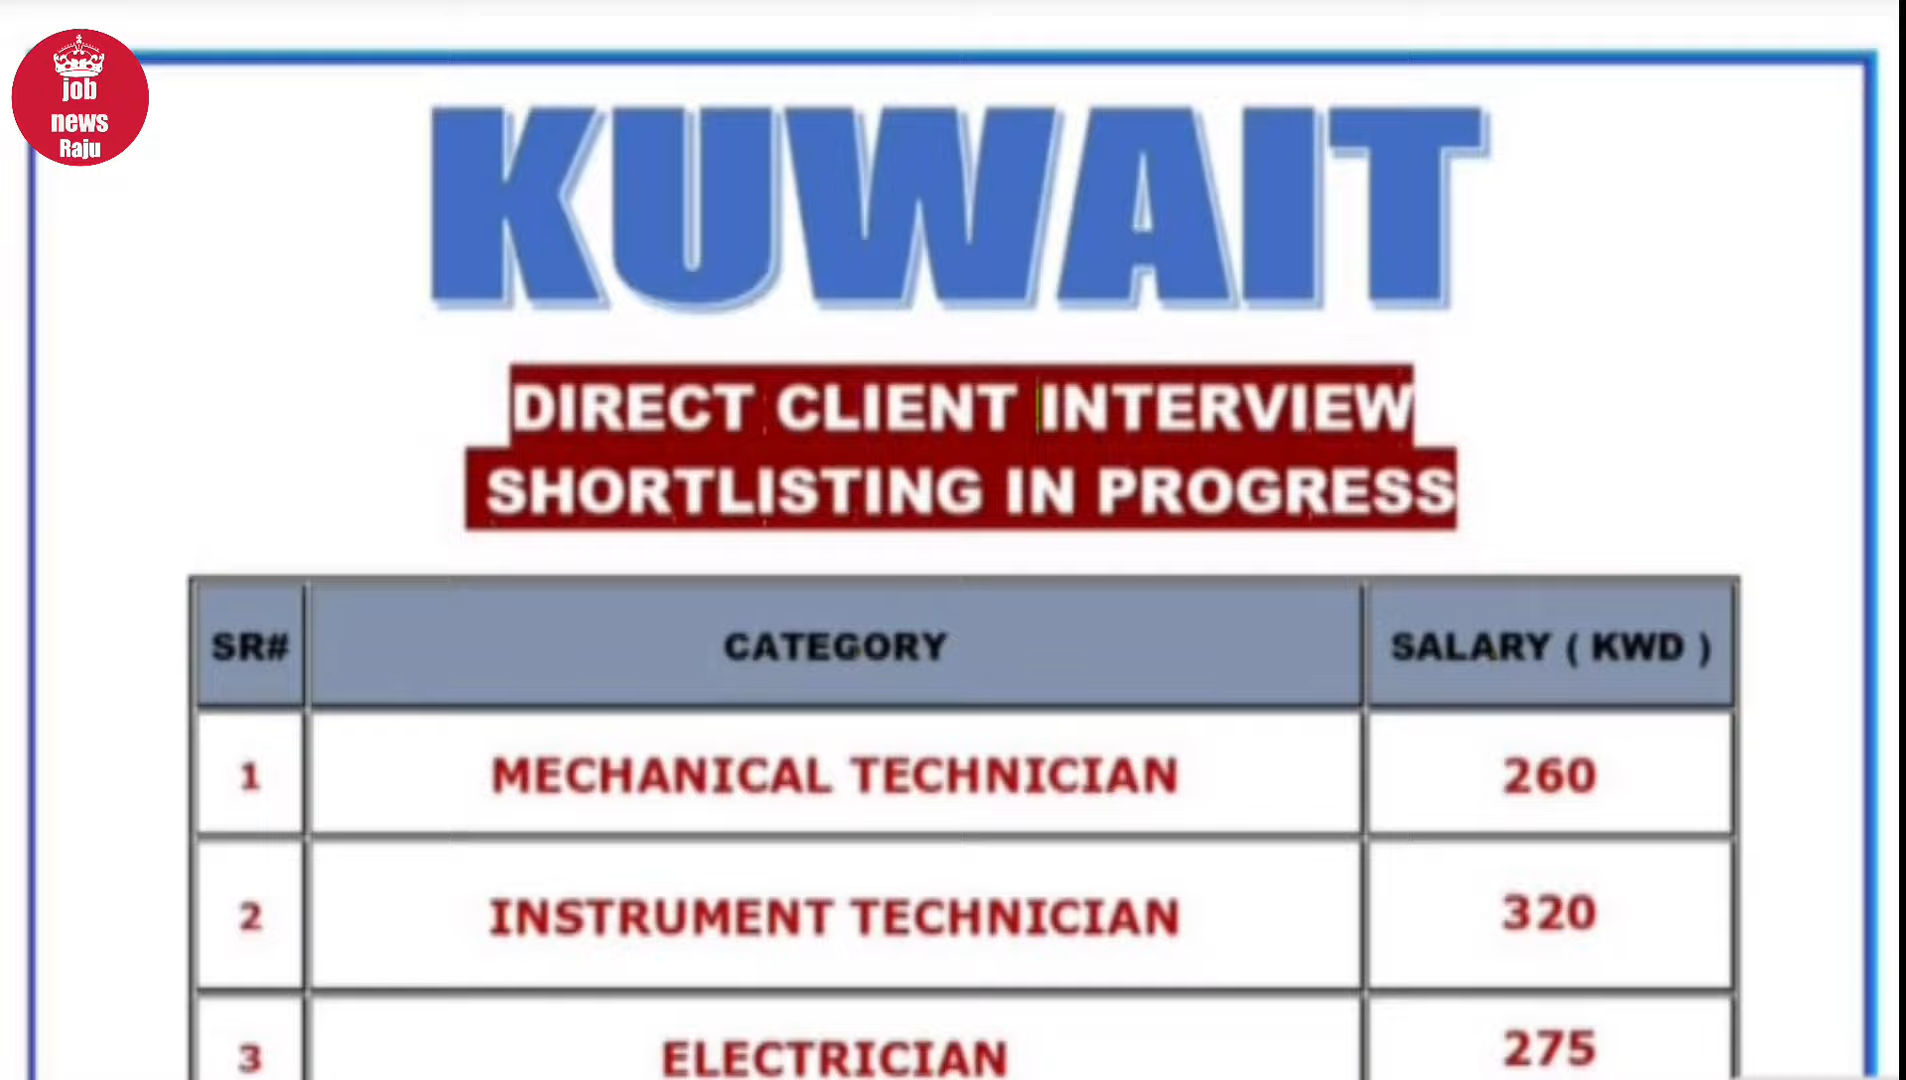 job
news
Raju
KUWAIT
DIRECT CLIENT INTERVIEW
SHORTLISTING IN PROGRESS
SR# CATEGORY SALARY ( KWD )
1 MECHANICAL TECHNICIAN 260
2 INSTRUMENT TECHNICIAN 320
3 ELECTRICIAN 275